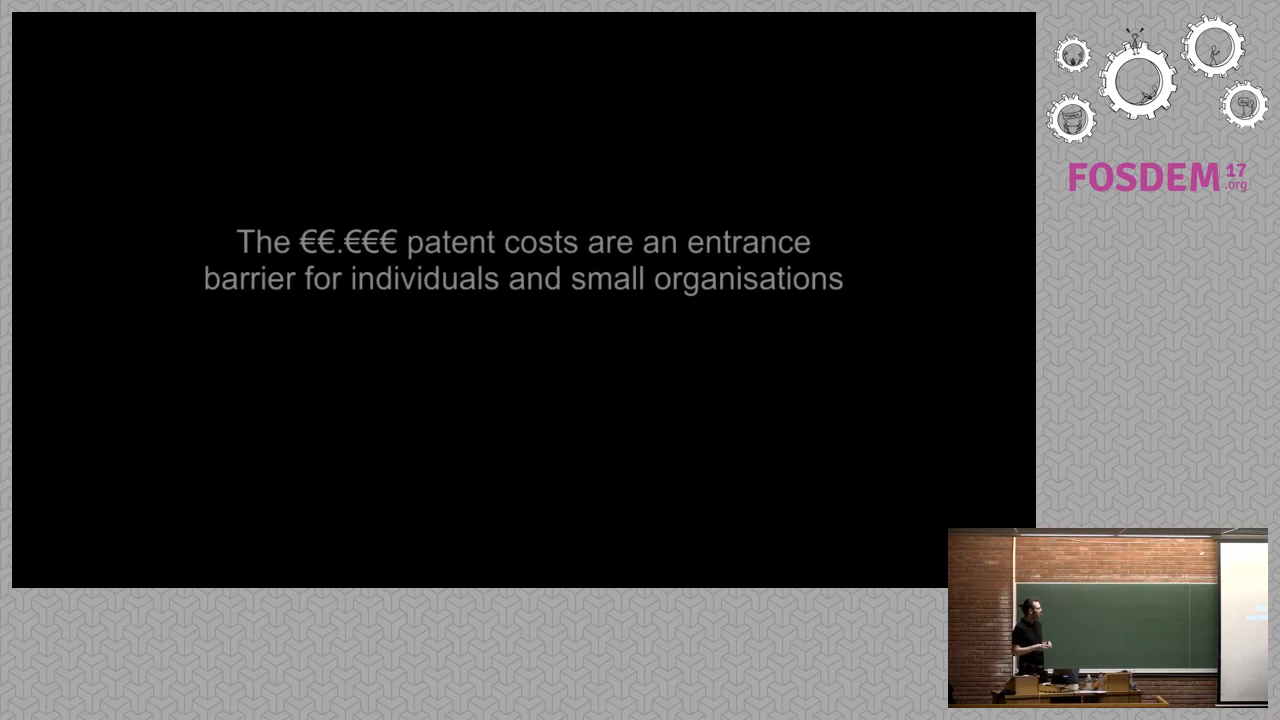 The €€.€€€ patent costs are an entrance
barrier for individuals and small organisations
FOSDEM 17
.org